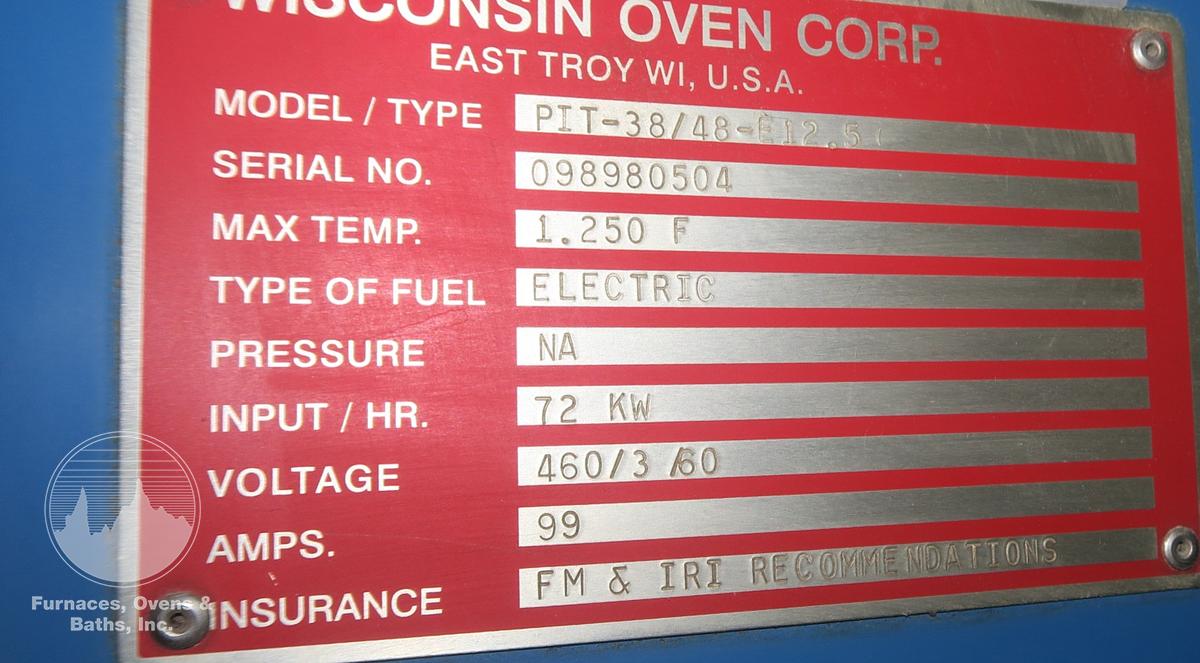 WISCONSIN OVEN CORP.
EAST TROY WI, U.S.A.
MODEL / TYPE PIT-38/48-E12.5
SERIAL NO. 098980504
MAX TEMP. 1.250 F
TYPE OF FUEL ELECTRIC
PRESSURE NA
INPUT / HR. 72 KW
VOLTAGE 460/3/60
AMPS. 99
INSURANCE FM & IRI RECOMMENDATIONS
Furnaces, Ovens &
Baths, Inc.